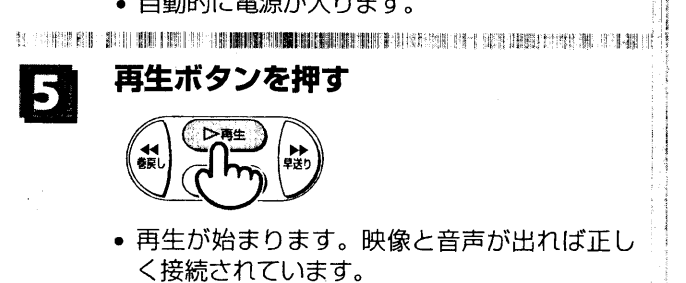 • 自動的に電源が入ります。
5 再生ボタンを押す
▷再生
◀◀ ▶▶
巻戻し 早送り
• 再生が始まります。映像と音声が出れば正し
く接続されています。